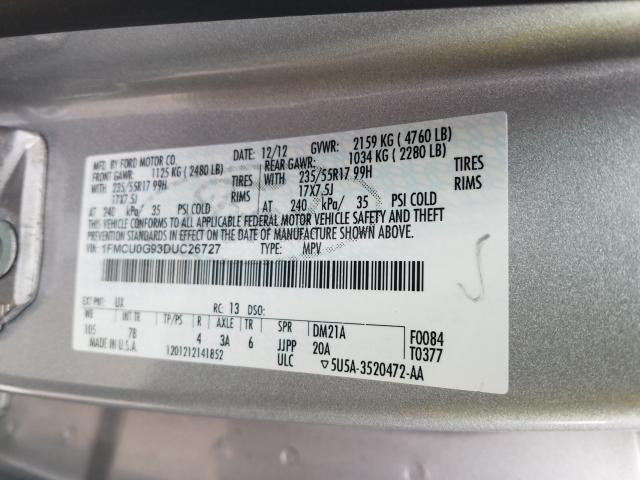 MFD. BY FORD MOTOR CO. DATE: 12/12 GVWR: 2159 KG ( 4760 LB)
FRONT GAWR: 1125 KG ( 2480 LB) REAR GAWR: 1034 KG ( 2280 LB)
WITH 235/55R17 99H TIRES WITH 235/55R17 99H TIRES
17X7.5J RIMS 17X7.5J RIMS
AT 240 kPa/ 35 PSI COLD AT 240 kPa/ 35 PSI COLD
THIS VEHICLE CONFORMS TO ALL APPLICABLE FEDERAL MOTOR VEHICLE SAFETY AND THEFT
PREVENTION STANDARDS IN EFFECT ON THE DATE OF MANUFACTURE SHOWN ABOVE.
1FMCU0G93DUC26727 TYPE: MPV
EXT PNT: UX RC: 13 DSO:
WB INT TR TP/PS R AXLE TR SPR DM21A F0084
105 7B 4 3A 6 JJPP 20A T0377
MADE IN U.S.A. 1201212141852 ULC ▽5U5A-3520472-AA